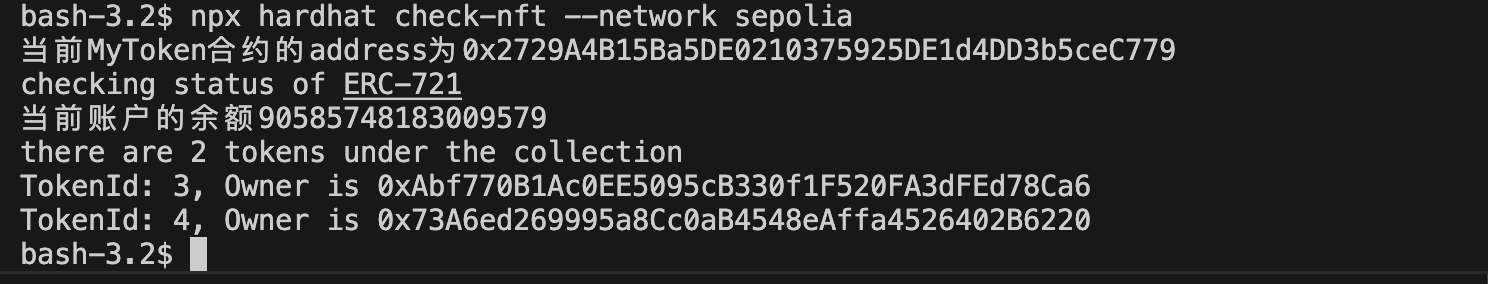 bash-3.2$ npx hardhat check-nft --network sepolia
当前MyToken合约的address为0x2729A4B15Ba5DE0210375925DE1d4DD3b5ceC779
checking status of ERC-721
当前账户的余额90585748183009579
there are 2 tokens under the collection
TokenId: 3, Owner is 0xAbf770B1Ac0EE5095cB330f1F520FA3dFEd78Ca6
TokenId: 4, Owner is 0x73A6ed269995a8Cc0aB4548eAffa4526402B6220
bash-3.2$